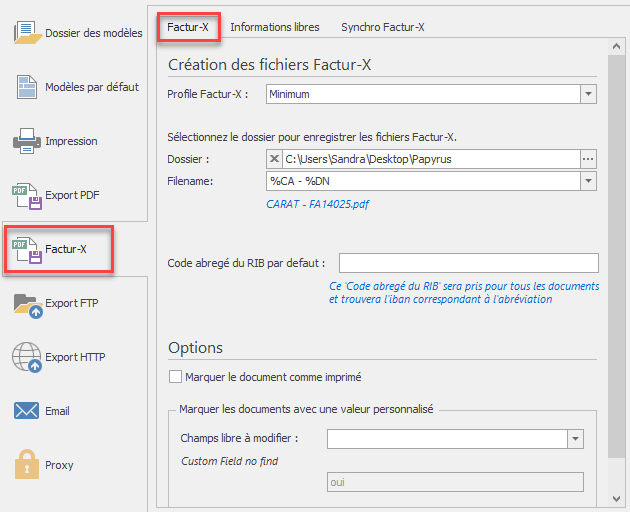 Dossier des modèles
Modèles par défaut
Impression
PDF
Export PDF
PDF
Factur-X
Export FTP
Export HTTP
Email
Proxy
Factur-X Informations libres Synchro Factur-X
Création des fichiers Factur-X
Profile Factur-X : Minimum
Sélectionnez le dossier pour enregistrer les fichiers Factur-X.
Dossier : C:\Users\Sandra\Desktop\Papyrus ...
Filename: %CA - %DN
CARAT - FA14025.pdf
Code abregé du RIB par defaut :
Ce 'Code abregé du RIB' sera pris pour tous les documents
et trouvera l'iban correspondant à l'abréviation
Options
Marquer le document comme imprimé
Marquer les documents avec une valeur personnalisé
Champs libre à modifier :
Custom Field no find
oui